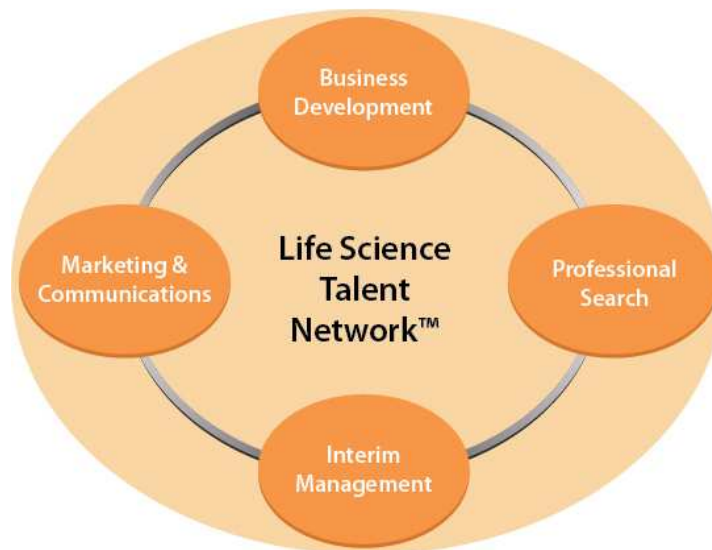 Business
Development
Marketing &
Communications
Life Science
Talent
Network™
Professional
Search
Interim
Management